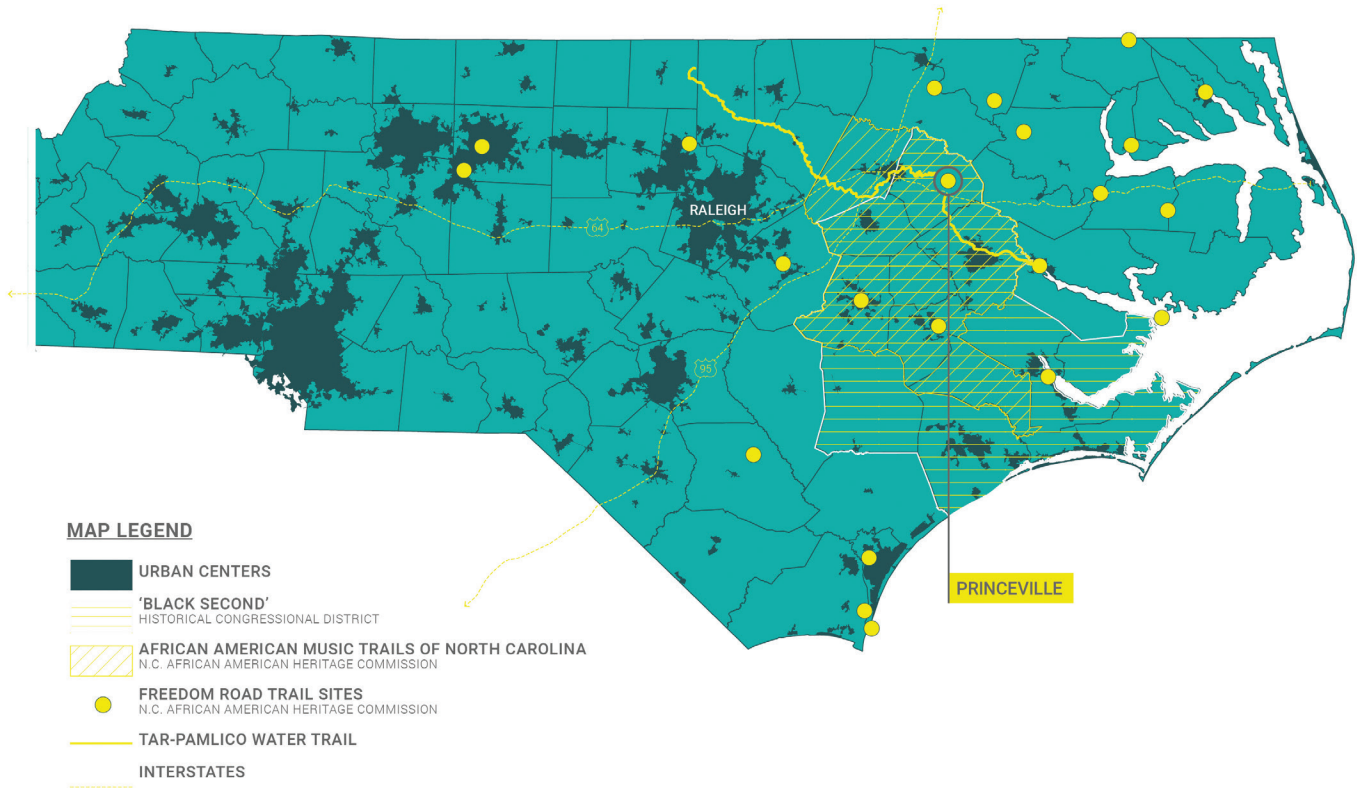 RALEIGH
64
95
PRINCEVILLE
MAP LEGEND
URBAN CENTERS
‘BLACK SECOND’
HISTORICAL CONGRESSIONAL DISTRICT
AFRICAN AMERICAN MUSIC TRAILS OF NORTH CAROLINA
N.C. AFRICAN AMERICAN HERITAGE COMMISSION
FREEDOM ROAD TRAIL SITES
N.C. AFRICAN AMERICAN HERITAGE COMMISSION
TAR-PAMLICO WATER TRAIL
INTERSTATES